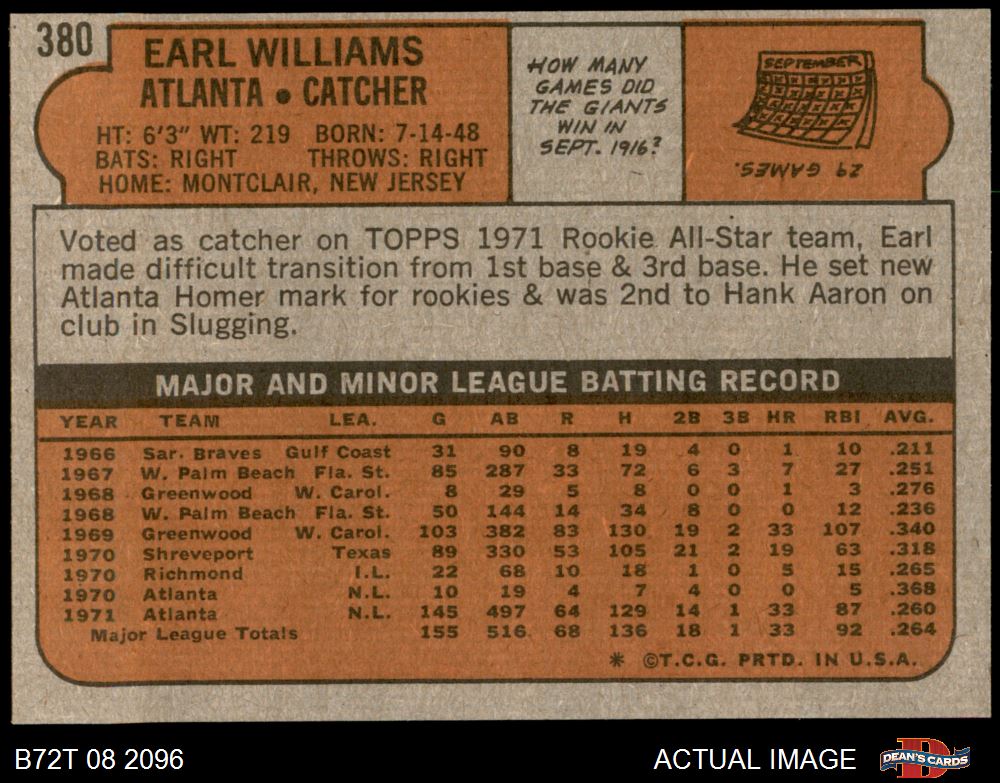 380
EARL WILLIAMS
ATLANTA • CATCHER
HT: 6'3" WT: 219 BORN: 7-14-48
BATS: RIGHT THROWS: RIGHT
HOME: MONTCLAIR, NEW JERSEY
HOW MANY
GAMES DID
THE GIANTS
WIN IN
SEPT. 1916?
SEPTEMBER
29 GAMES.
Voted as catcher on TOPPS 1971 Rookie All-Star team, Earl
made difficult transition from 1st base & 3rd base. He set new
Atlanta Homer mark for rookies & was 2nd to Hank Aaron on
club in Slugging.
MAJOR AND MINOR LEAGUE BATTING RECORD
YEAR TEAM LEA. G AB R H 2B 3B HR RBI AVG.
1966 Sar. Braves Gulf Coast 31 90 8 19 4 0 1 10 .211
1967 W. Palm Beach Fla. St. 85 287 33 72 6 3 7 27 .251
1968 Greenwood W. Carol. 8 29 5 8 0 0 1 3 .276
1968 W. Palm Beach Fla. St. 50 144 14 34 8 0 0 12 .236
1969 Greenwood W. Carol. 103 382 83 130 19 2 33 107 .340
1970 Shreveport Texas 89 330 53 105 21 2 19 63 .318
1970 Richmond I.L. 22 68 10 18 1 0 5 15 .265
1970 Atlanta N.L. 10 19 4 7 4 0 0 5 .368
1971 Atlanta N.L. 145 497 64 129 14 1 33 87 .260
Major League Totals 155 516 68 136 18 1 33 92 .264
* ©T.C.G. PRTD. IN U.S.A.
B72T 08 2096
ACTUAL IMAGE
DEAN'S CARDS